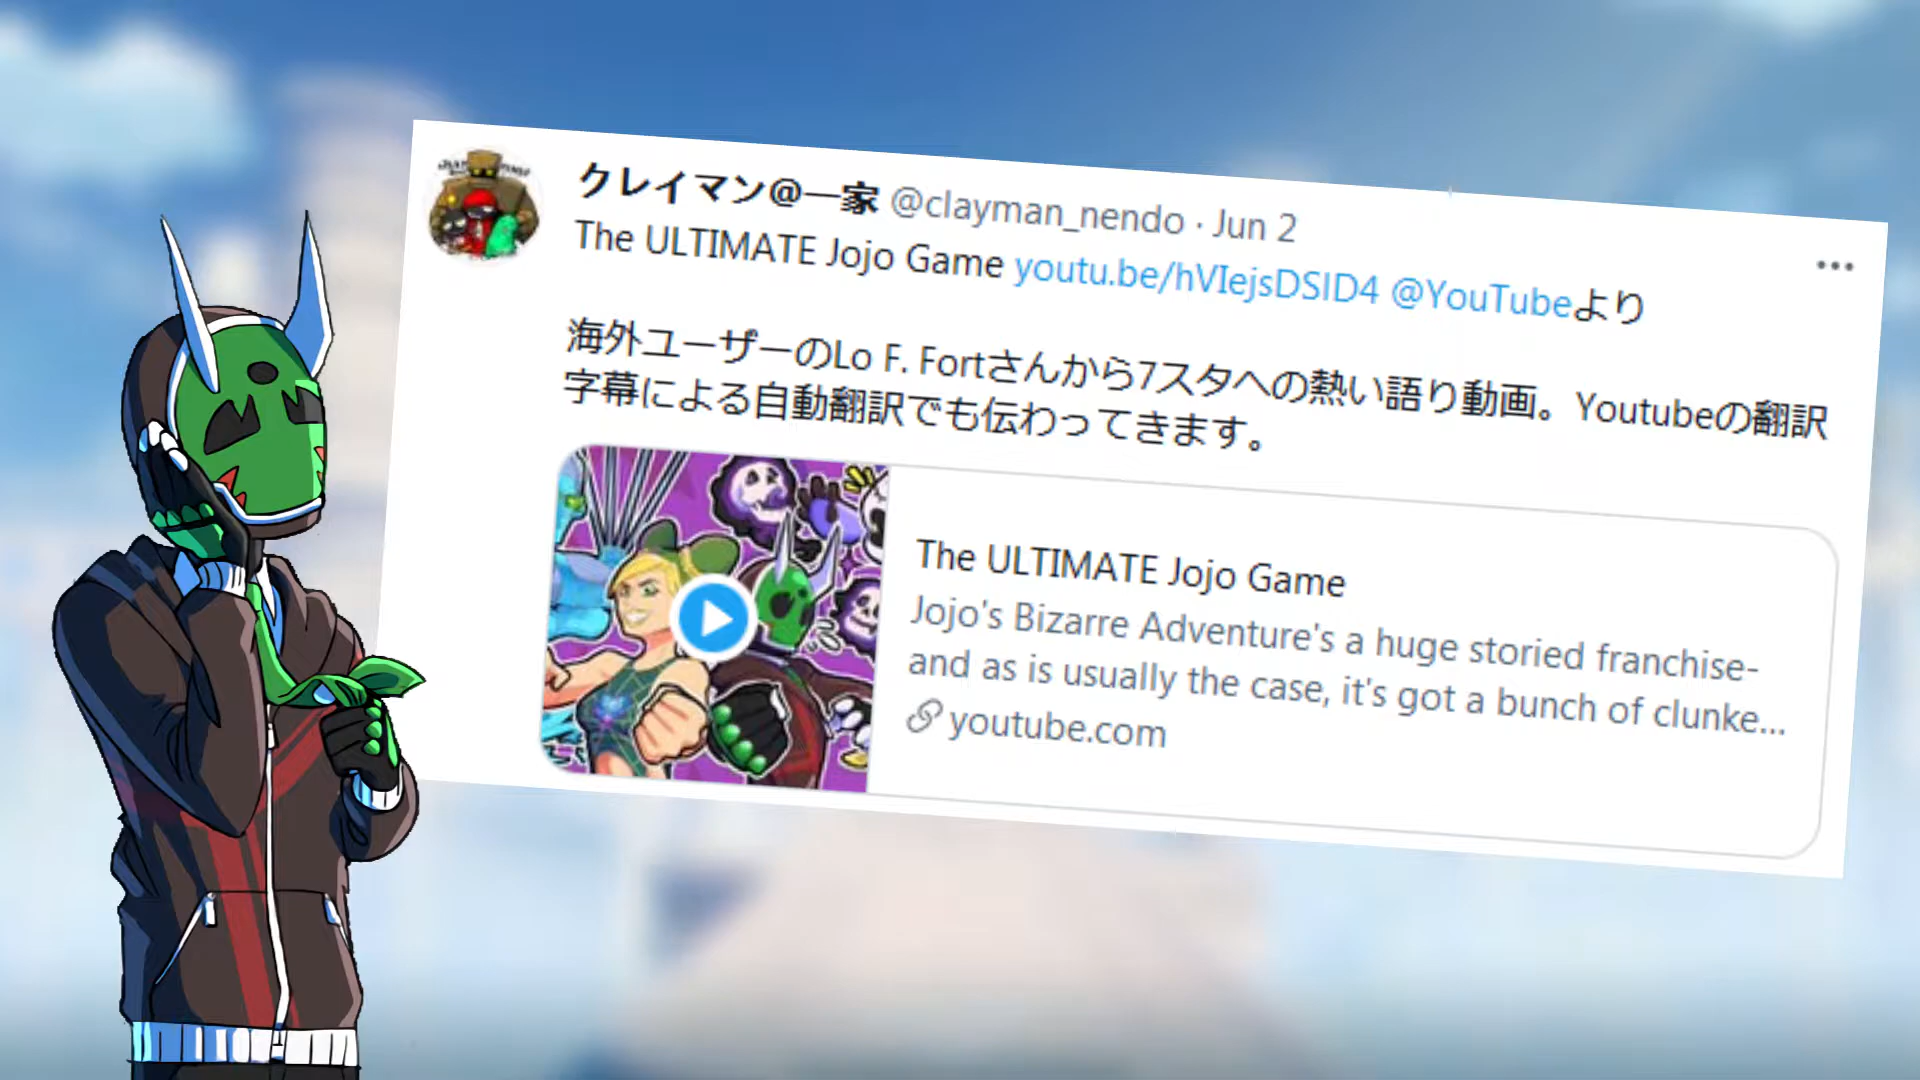 クレイマン@一家 @clayman_nendo · Jun 2
The ULTIMATE Jojo Game youtu.be/hVIejsDSlD4 @YouTubeより
海外ユーザーのLo F. Fortさんから7スタへの熱い語り動画。Youtubeの翻訳
字幕による自動翻訳でも伝わってきます。
The ULTIMATE Jojo Game
Jojo's Bizarre Adventure's a huge storied franchise-
and as is usually the case, it's got a bunch of clunke...
youtube.com